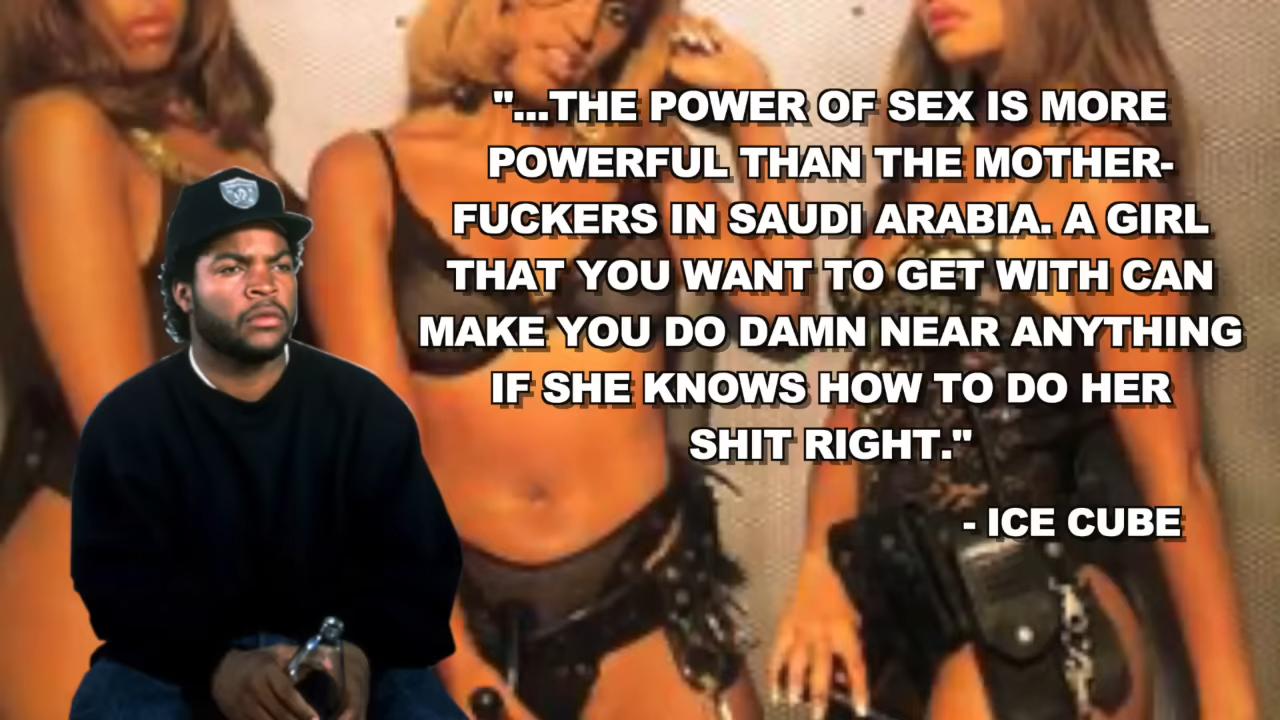 "...THE POWER OF SEX IS MORE
POWERFUL THAN THE MOTHER-
FUCKERS IN SAUDI ARABIA. A GIRL
THAT YOU WANT TO GET WITH CAN
MAKE YOU DO DAMN NEAR ANYTHING
IF SHE KNOWS HOW TO DO HER
SHIT RIGHT."
- ICE CUBE